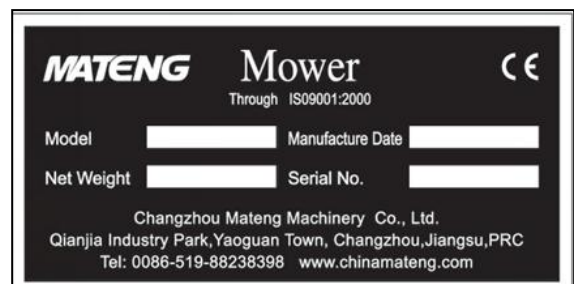 MATENG Mower CE
Through IS09001:2000
Model Manufacture Date
Net Weight Serial No.
Changzhou Mateng Machinery Co., Ltd.
Qianjia Industry Park,Yaoguan Town, Changzhou,Jiangsu,PRC
Tel: 0086-519-88238398 www.chinamateng.com